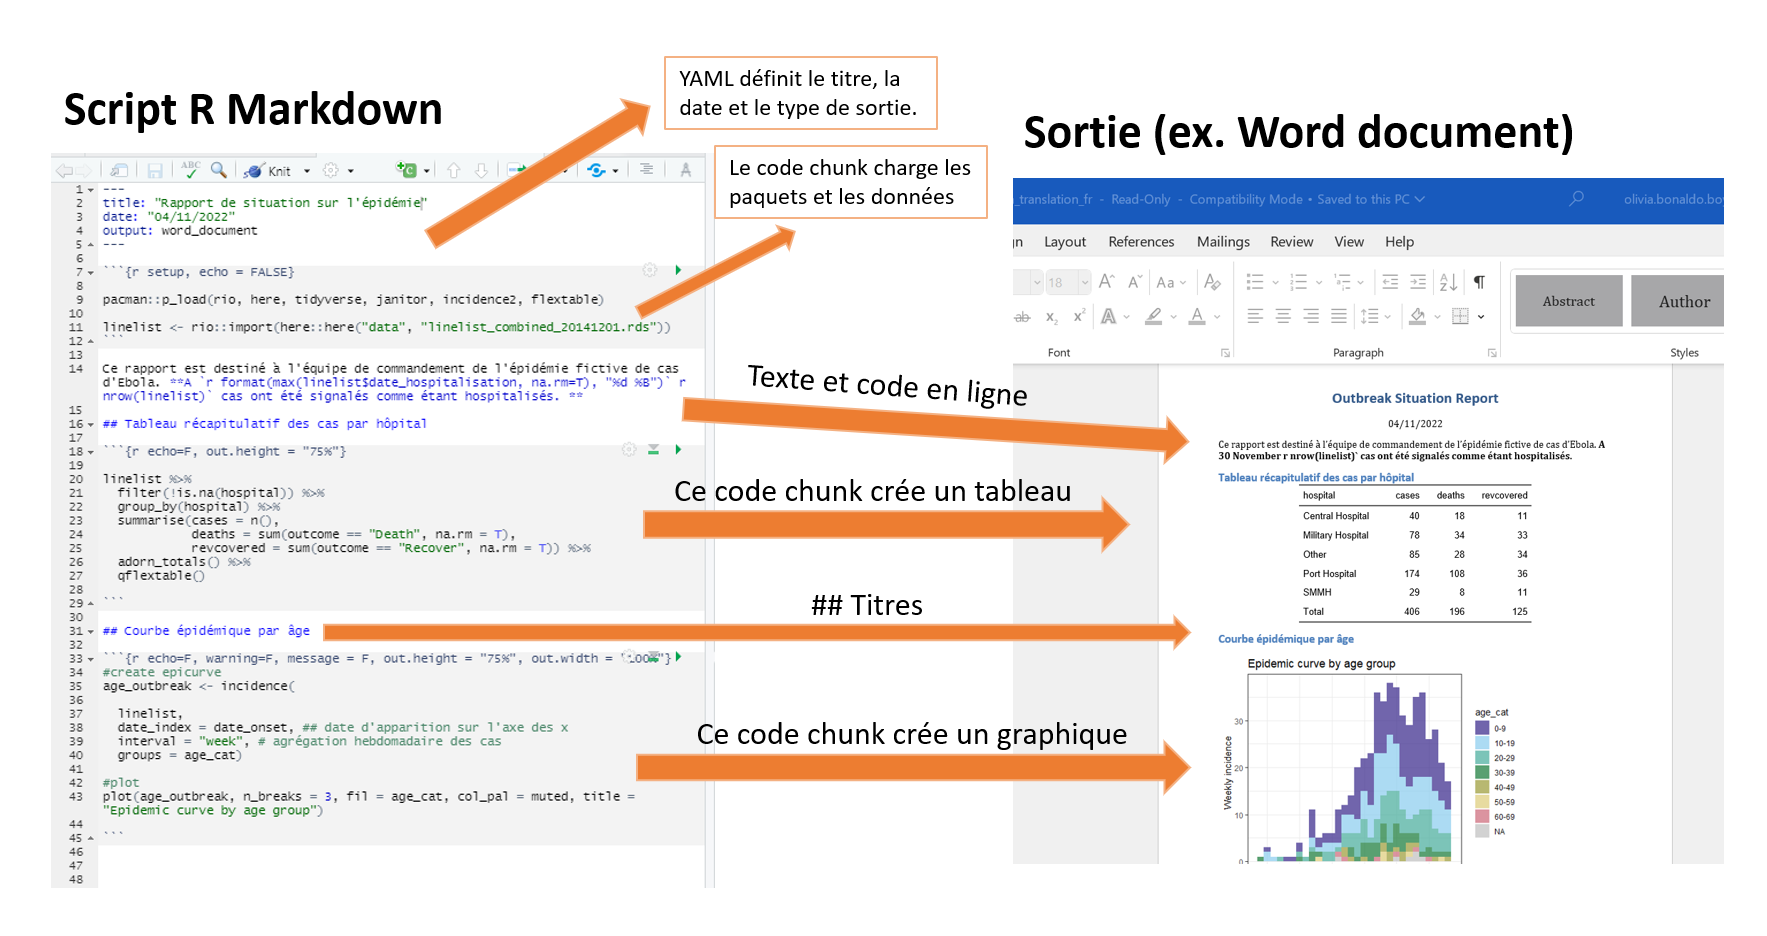 Script R Markdown
YAML définit le titre, la
date et le type de sortie.
Sortie (ex. Word document)
Le code chunk charge les
paquets et les données
ABC
Knit
1 ---
2 title: "Rapport de situation sur l'épidémie"
3 date: "04/11/2022"
4 output: word_document
5 ---
6
7 ```{r setup, echo = FALSE}
8
9 pacman::p_load(rio, here, tidyverse, janitor, incidence2, flextable)
10
11 linelist <- rio::import(here::here("data", "linelist_combined_20141201.rds"))
12 ```
13
14 Ce rapport est destiné à l'équipe de commandement de l'épidémie fictive de cas
d'Ebola. **A `r format(max(linelist$date_hospitalisation, na.rm=T), "%d %B")` r
nrow(linelist)` cas ont été signalés comme étant hospitalisés. **
15
16 ## Tableau récapitulatif des cas par hôpital
17
18 ```{r echo=F, out.height = "75%"}
19
20 linelist %>%
21 filter(!is.na(hospital)) %>%
22 group_by(hospital) %>%
23 summarise(cases = n(),
24 deaths = sum(outcome == "Death", na.rm = T),
25 revcovered = sum(outcome == "Recover", na.rm = T)) %>%
26 adorn_totals() %>%
27 qflextable()
28
29 ```
30
31 ## Courbe épidémique par âge
32
33 ```{r echo=F, warning=F, message = F, out.height = "75%", out.width = "100%"}
34 #create epicurve
35 age_outbreak <- incidence(
36
37 linelist,
38 date_index = date_onset, ## date d'apparition sur l'axe des x
39 interval = "week", # agrégation hebdomadaire des cas
40 groups = age_cat)
41
42 #plot
43 plot(age_outbreak, n_breaks = 3, fil = age_cat, col_pal = muted, title =
"Epidemic curve by age group")
44
45 ```
46
47
48
Texte et code en ligne
Ce code chunk crée un tableau
## Titres
Ce code chunk crée un graphique
_translation_fr - Read-Only - Compatibility Mode • Saved to this PC
olivia.bonaldo.boy
gn Layout References Mailings Review View Help
18 A A Aa A
ab x₂ x² A A
Abstract
Author
Font
Paragraph
Styles
Outbreak Situation Report
04/11/2022
Ce rapport est destiné à l'équipe de commandement de l'épidémie fictive de cas d'Ebola. A
30 November r nrow(linelist)` cas ont été signalés comme étant hospitalisés.
Tableau récapitulatif des cas par hôpital
hospital cases deaths revcovered
Central Hospital 40 18 11
Military Hospital 78 34 33
Other 85 28 34
Port Hospital 174 108 36
SMMH 29 8 11
Total 406 196 125
Courbe épidémique par âge
Epidemic curve by age group
Weekly incidence
30
20
10
0
age_cat
0-9
10-19
20-29
30-39
40-49
50-59
60-69
NA